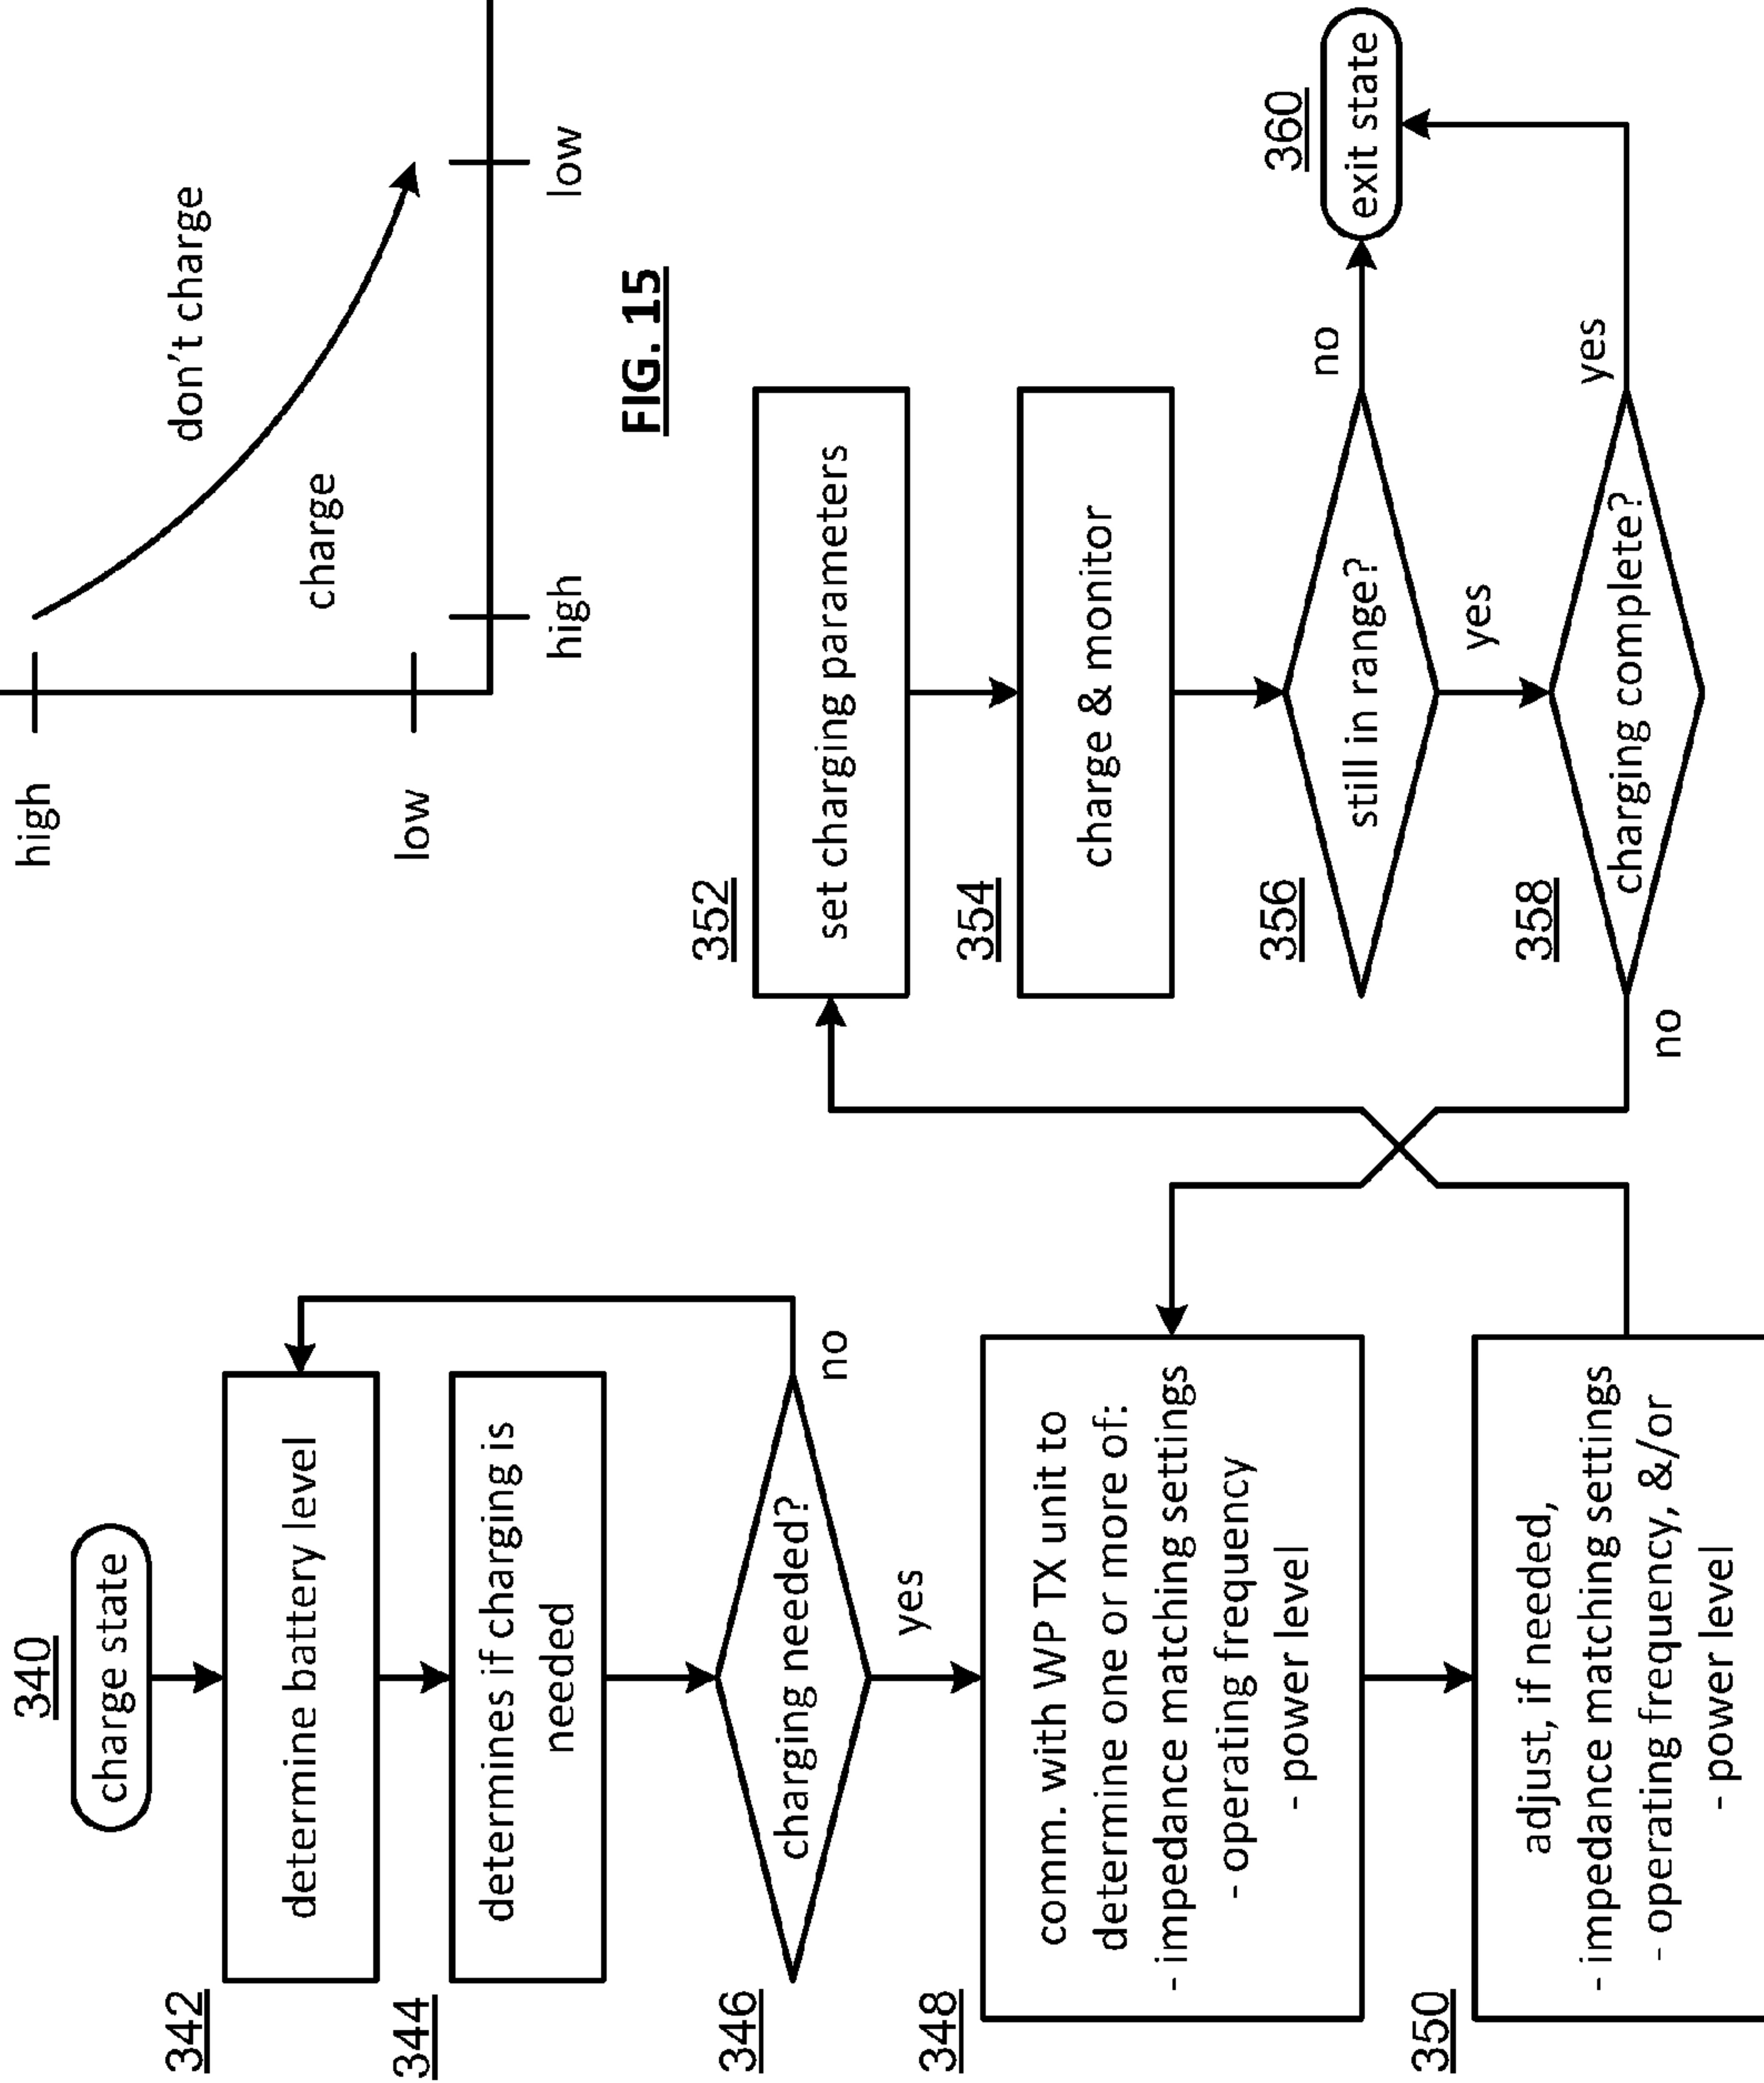 340
charge state
342
determine battery level
344
determines if charging is
needed
346
charging needed?
no
yes
348
comm. with WP TX unit to
determine one or more of:
- impedance matching settings
- operating frequency
- power level
350
adjust, if needed,
- impedance matching settings
- operating frequency, &/or
- power level
352
set charging parameters
354
charge & monitor
356
still in range?
no
yes
358
charging complete?
no
yes
360
exit state
high
low
don't charge
charge
high
low
FIG. 15